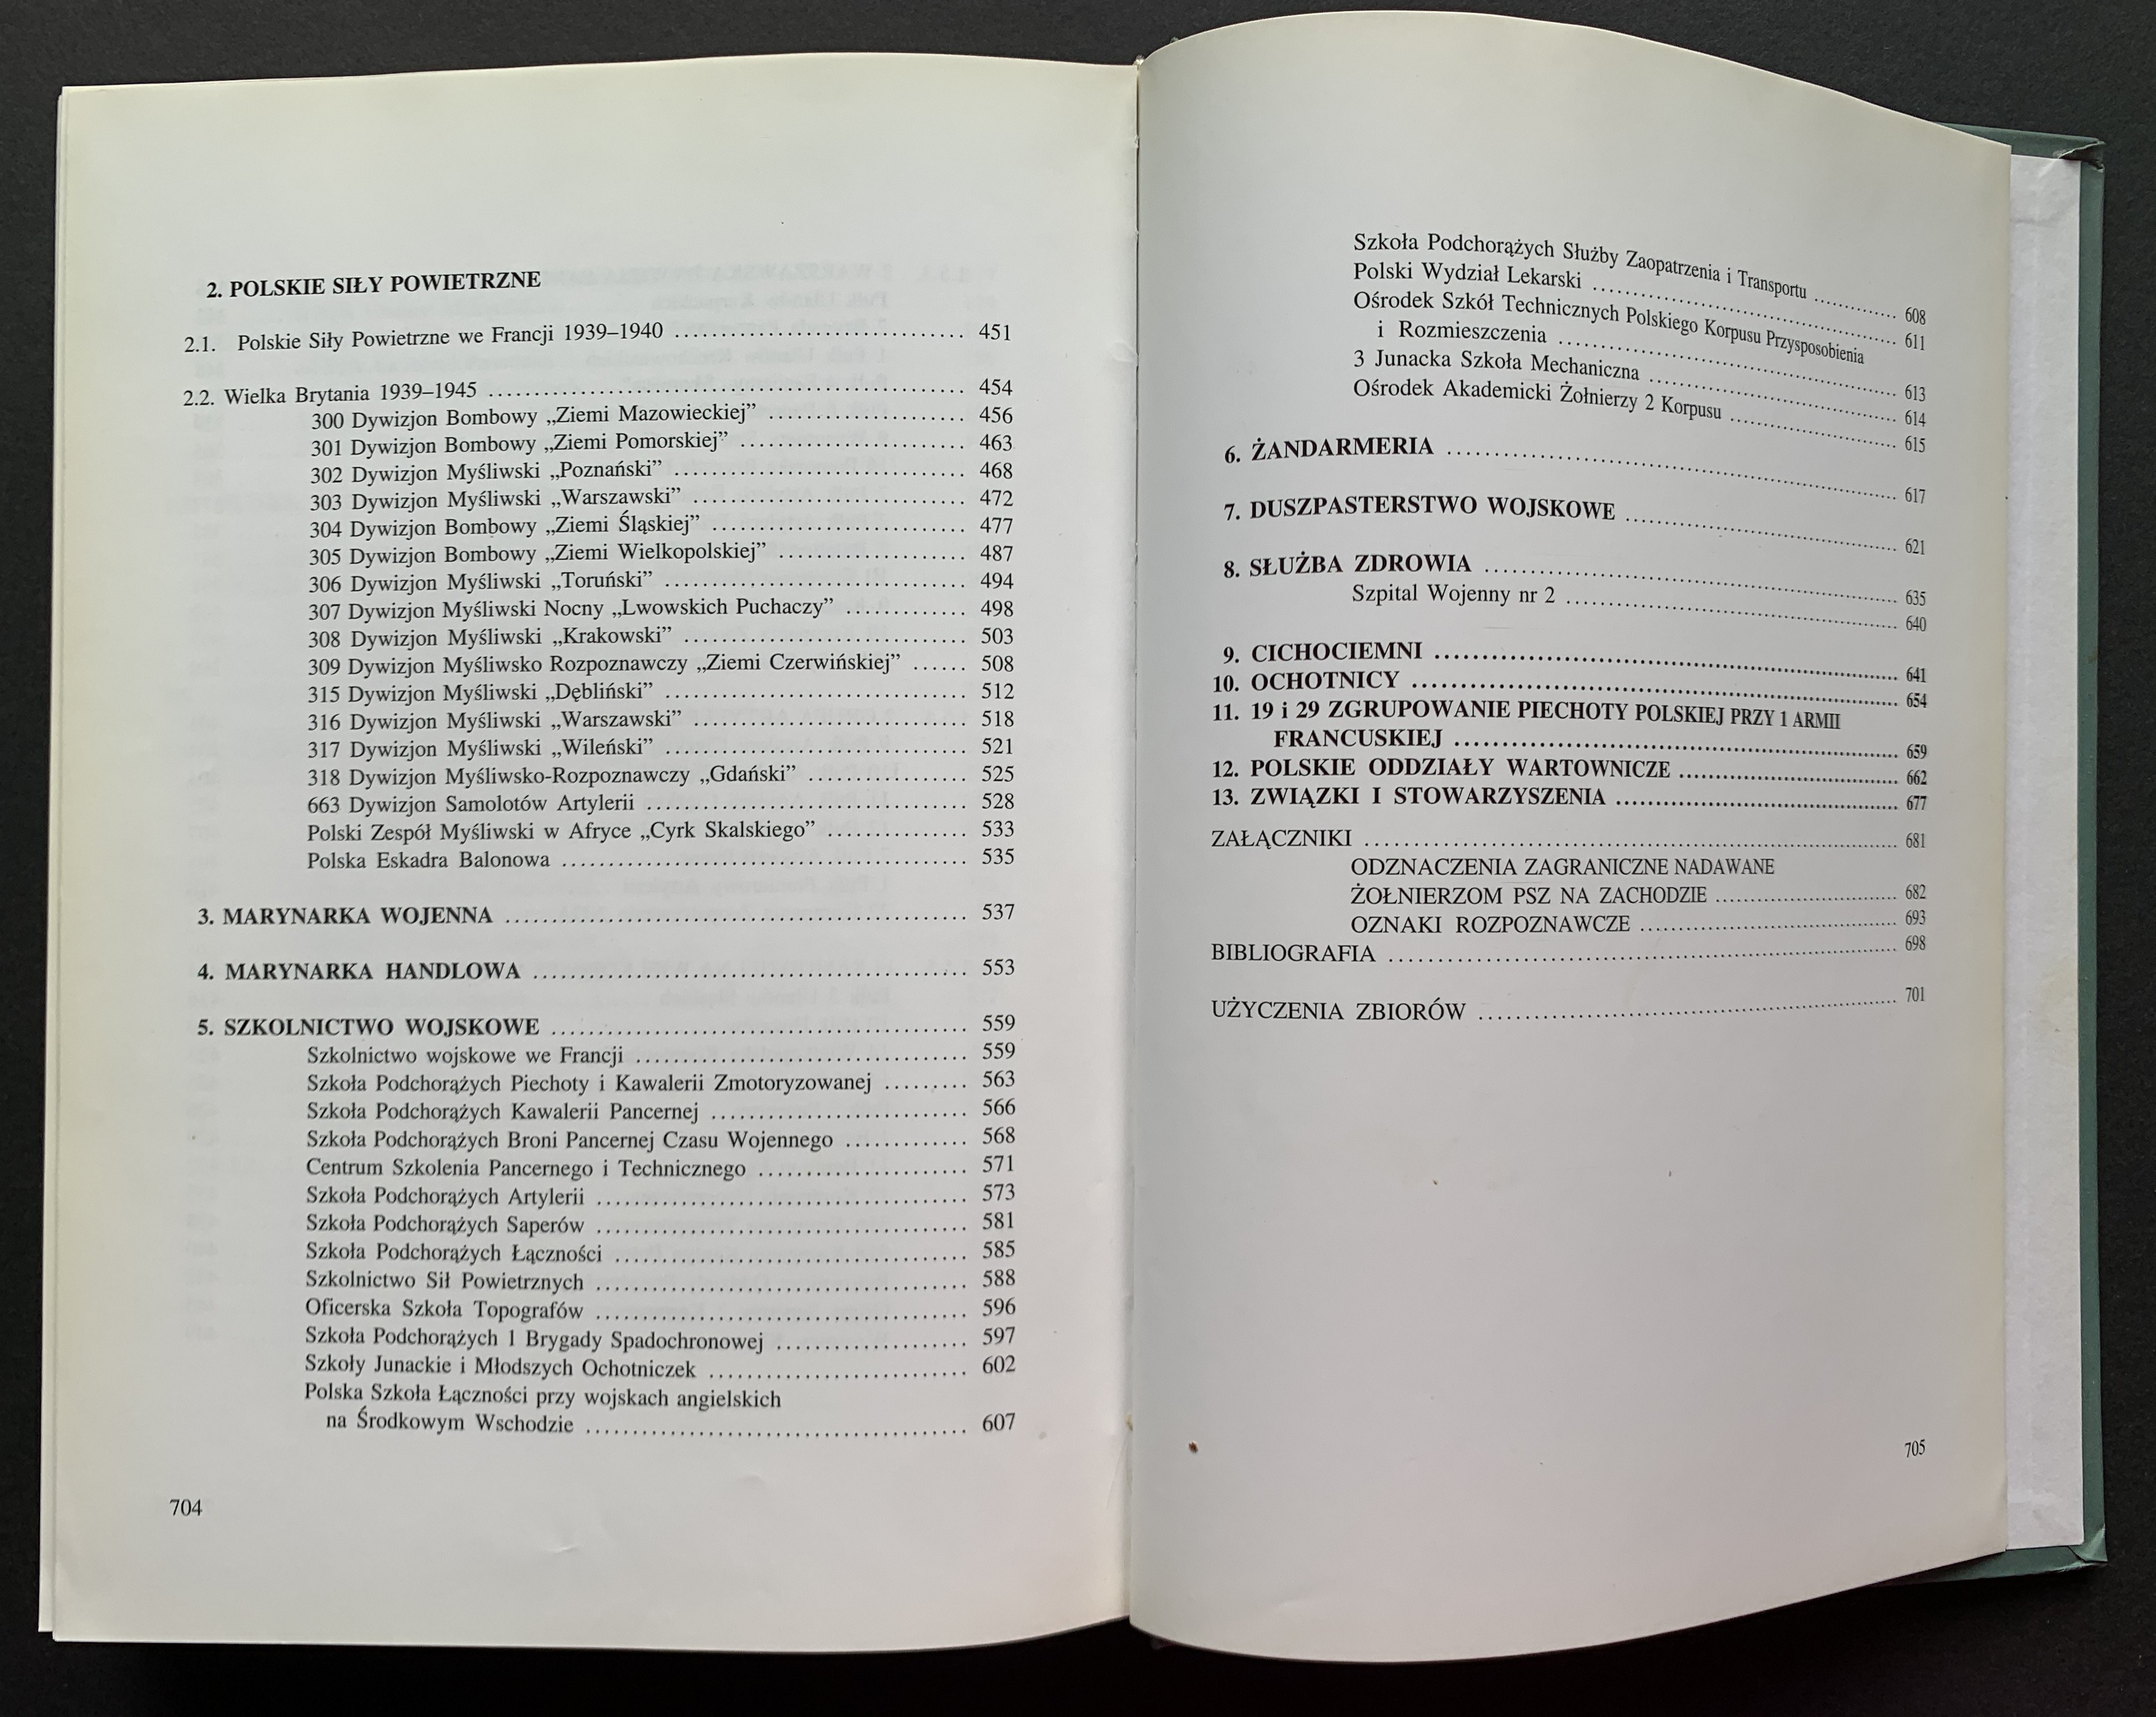 2. POLSKIE SIŁY POWIETRZNE
2.1. Polskie Siły Powietrzne we Francji 1939–1940 .............................. 451
2.2. Wielka Brytania 1939–1945 .............................. 454
300 Dywizjon Bombowy „Ziemi Mazowieckiej” .............................. 456
301 Dywizjon Bombowy „Ziemi Pomorskiej” .............................. 463
302 Dywizjon Myśliwski „Poznański” .............................. 468
303 Dywizjon Myśliwski „Warszawski” .............................. 472
304 Dywizjon Bombowy „Ziemi Śląskiej” .............................. 477
305 Dywizjon Bombowy „Ziemi Wielkopolskiej” .............................. 487
306 Dywizjon Myśliwski „Toruński” .............................. 494
307 Dywizjon Myśliwski Nocny „Lwowskich Puchaczy” ............. 498
308 Dywizjon Myśliwski „Krakowski” .............................. 503
309 Dywizjon Myśliwsko Rozpoznawczy „Ziemi Czerwińskiej” ...... 508
315 Dywizjon Myśliwski „Dębliński” .............................. 512
316 Dywizjon Myśliwski „Warszawski” .............................. 518
317 Dywizjon Myśliwski „Wileński” .............................. 521
318 Dywizjon Myśliwsko-Rozpoznawczy „Gdański” ................. 525
663 Dywizjon Samolotów Artylerii .............................. 528
Polski Zespół Myśliwski w Afryce „Cyrk Skalskiego” ............... 533
Polska Eskadra Balonowa .............................. 535
3. MARYNARKA WOJENNA .............................. 537
4. MARYNARKA HANDLOWA .............................. 553
5. SZKOLNICTWO WOJSKOWE .............................. 559
Szkolnictwo wojskowe we Francji .............................. 559
Szkoła Podchorążych Piechoty i Kawalerii Zmotoryzowanej ......... 563
Szkoła Podchorążych Kawalerii Pancernej .............................. 566
Szkoła Podchorążych Broni Pancernej Czasu Wojennego ............. 568
Centrum Szkolenia Pancernego i Technicznego ...................... 571
Szkoła Podchorążych Artylerii .............................. 573
Szkoła Podchorążych Saperów .............................. 581
Szkoła Podchorążych Łączności .............................. 585
Szkolnictwo Sił Powietrznych .............................. 588
Oficerska Szkoła Topografów .............................. 596
Szkoła Podchorążych 1 Brygady Spadochronowej .................... 597
Szkoły Junackie i Młodszych Ochotniczek .............................. 602
Polska Szkoła Łączności przy wojskach angielskich
na Środkowym Wschodzie .............................. 607
704
Szkoła Podchorążych Służby Zaopatrzenia i Transportu ............. 608
Polski Wydział Lekarski .............................. 611
Ośrodek Szkół Technicznych Polskiego Korpusu Przysposobienia
i Rozmieszczenia .............................. 613
3 Junacka Szkoła Mechaniczna .............................. 614
Ośrodek Akademicki Żołnierzy 2 Korpusu .............................. 615
6. ŻANDARMERIA .............................. 617
7. DUSZPASTERSTWO WOJSKOWE .............................. 621
8. SŁUŻBA ZDROWIA .............................. 635
Szpital Wojenny nr 2 .............................. 640
9. CICHOCIEMNI .............................. 641
10. OCHOTNICY .............................. 654
11. 19 i 29 ZGRUPOWANIE PIECHOTY POLSKIEJ PRZY 1 ARMII
FRANCUSKIEJ .............................. 659
12. POLSKIE ODDZIAŁY WARTOWNICZE .............................. 662
13. ZWIĄZKI I STOWARZYSZENIA .............................. 677
ZAŁĄCZNIKI .............................. 681
ODZNACZENIA ZAGRANICZNE NADAWANE
ŻOŁNIERZOM PSZ NA ZACHODZIE .............................. 682
OZNAKI ROZPOZNAWCZE .............................. 693
BIBLIOGRAFIA .............................. 698
UŻYCZENIA ZBIORÓW .............................. 701
705